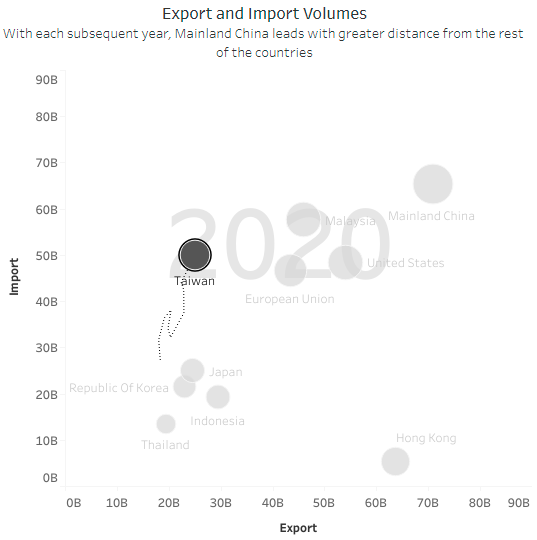 Export and Import Volumes
With each subsequent year, Mainland China leads with greater distance from the rest
of the countries
90B
80B
70B
60B
50B
40B
30B
20B
10B
0B
Import
2020
Malaysia
Mainland China
United States
Taiwan
European Union
Japan
Republic Of Korea
Indonesia
Thailand
Hong Kong
0B
10B
20B
30B
40B
50B
60B
70B
80B
90B
Export